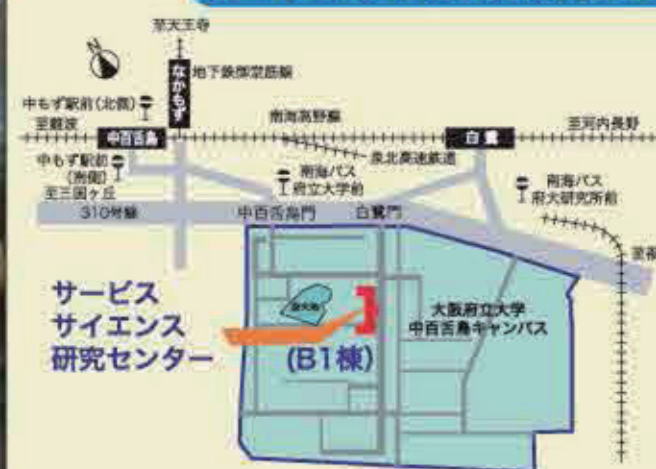 至天王寺
N
なかもず
地下鉄御堂筋線
中もず駅前(北側)
至難波
中百舌鳥
南海高野線
白鷺
至河内長野
泉北高速鉄道
中もず駅前
(南側)
至三国ヶ丘
南海バス
府立大学前
南海バス
府大研究所前
310号線
中百舌鳥門
白鷺門
サービス
サイエンス
研究センター
(B1棟)
大阪府立大学
中百舌鳥キャンパス